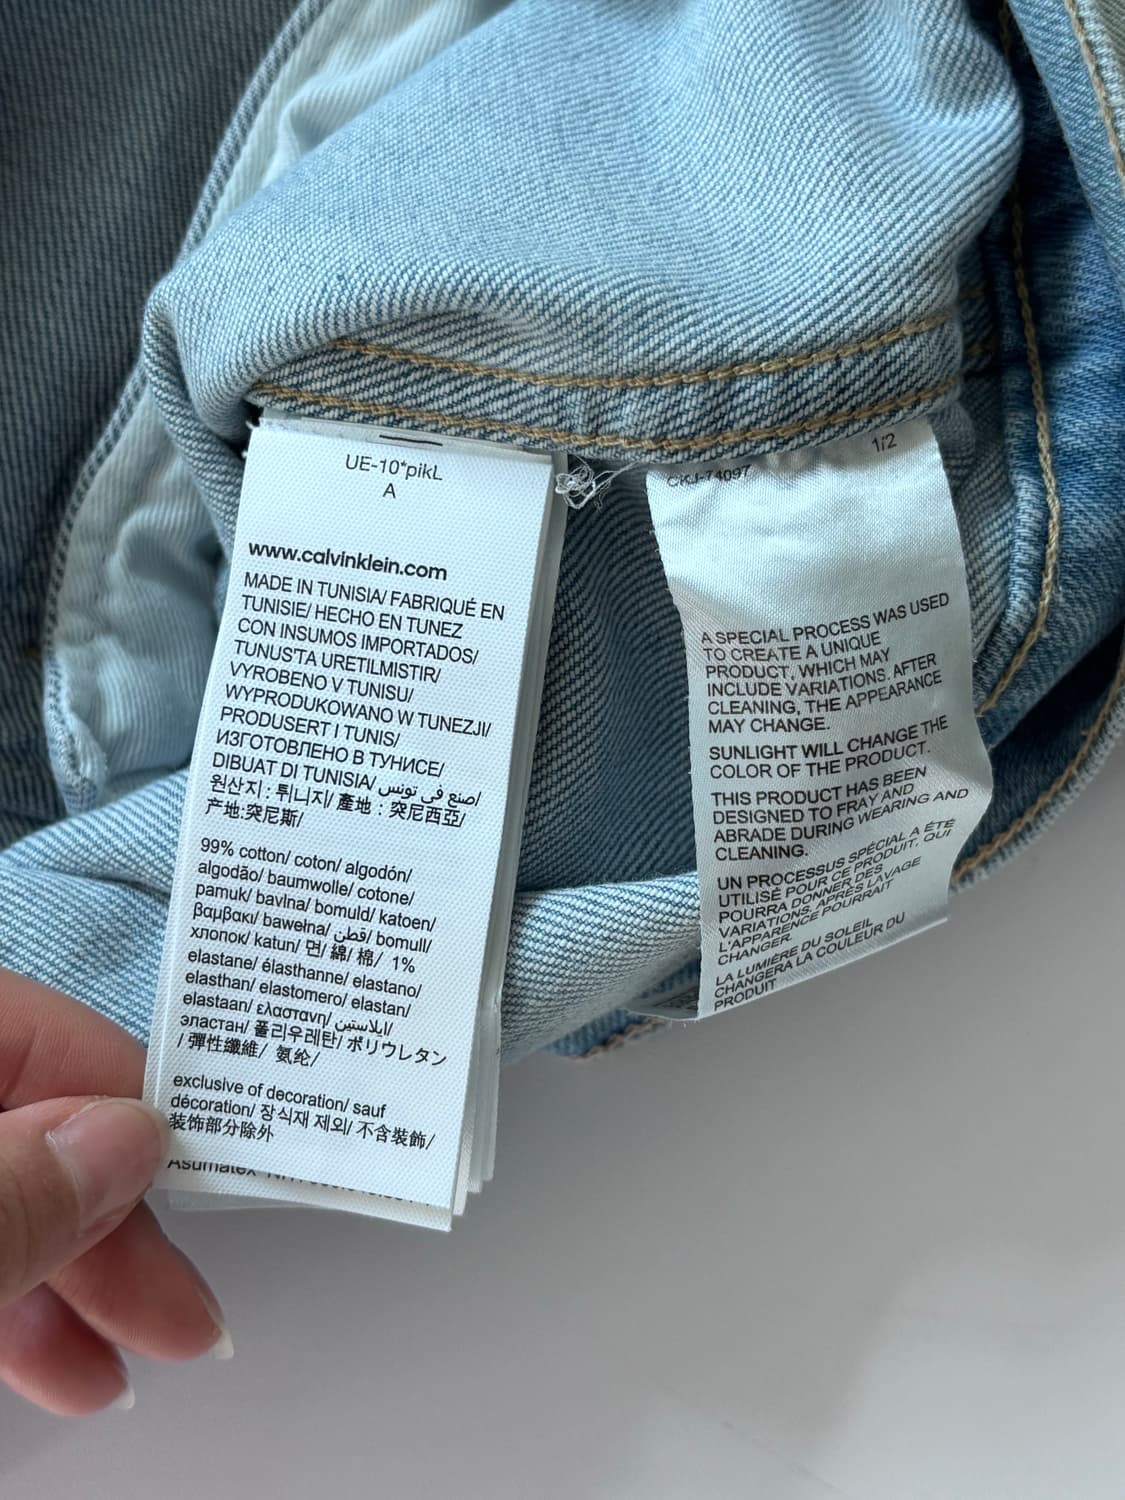 UE-10*pikL
A
www.calvinklein.com
MADE IN TUNISIA/ FABRIQUÉ EN
TUNISIE/ HECHO EN TUNEZ
CON INSUMOS IMPORTADOS/
TUNUS'TA URETILMISTIR/
VYROBENO V TUNISU/
WYPRODUKOWANO W TUNEZJI/
PRODUSERT I TUNIS/
ИЗГОТОВЛЕНО В ТУНИСЕ/
DIBUAT DI TUNISIA/ صنع في تونس/
원산지: 튀니지/ 產地 : 突尼西亞/
产地:突尼斯/
99% cotton/ coton/ algodón/
algodão/ baumwolle/ cotone/
pamuk/ bavlna/ bomuld/ katoen/
βαμβακι/ bawełna/ قطن/ bomull/
хлопок/ katun/ 면/ 綿/ 棉/ 1%
elastane/ élasthanne/ elastano/
elasthan/ elastomero/ elastan/
elastaan/ ελαστανη/ ايلاستين/
эластан/ 폴리우레탄/ ポリウレタン
/ 彈性纖維/ 氨纶/
exclusive of decoration/ sauf
décoration/ 장식재 제외/ 不含裝飾/
装饰部分除外
Asumatex
CKJ-74097 1/2
A SPECIAL PROCESS WAS USED
TO CREATE A UNIQUE
PRODUCT, WHICH MAY
INCLUDE VARIATIONS. AFTER
CLEANING, THE APPEARANCE
MAY CHANGE.
SUNLIGHT WILL CHANGE THE
COLOR OF THE PRODUCT.
THIS PRODUCT HAS BEEN
DESIGNED TO FRAY AND
ABRADE DURING WEARING AND
CLEANING.
UN PROCESSUS SPÉCIAL A ÉTÉ
UTILISÉ POUR CE PRODUIT, QUI
POURRA DONNER DES
VARIATIONS. APRÈS LAVAGE
L'APPARENCE POURRAIT
CHANGER.
LA LUMIÈRE DU SOLEIL
CHANGERA LA COULEUR DU
PRODUIT